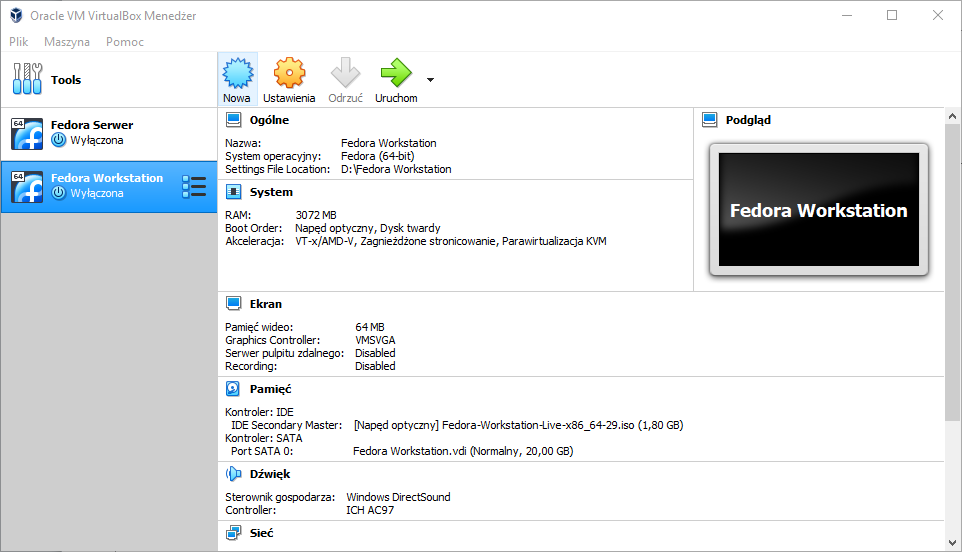 Oracle VM VirtualBox Menedżer
Plik Maszyna Pomoc
Tools
Nowa Ustawienia Odrzuć Uruchom
64
Fedora Serwer
Wyłączona
64
Fedora Workstation
Wyłączona
Ogólne
Nazwa: Fedora Workstation
System operacyjny: Fedora (64-bit)
Settings File Location: D:\Fedora Workstation
System
RAM: 3072 MB
Boot Order: Napęd optyczny, Dysk twardy
Akceleracja: VT-x/AMD-V, Zagnieżdżone stronicowanie, Parawirtualizacja KVM
Podgląd
Fedora Workstation
Ekran
Pamięć wideo: 64 MB
Graphics Controller: VMSVGA
Serwer pulpitu zdalnego: Disabled
Recording: Disabled
Pamięć
Kontroler: IDE
IDE Secondary Master: [Napęd optyczny] Fedora-Workstation-Live-x86_64-29.iso (1,80 GB)
Kontroler: SATA
Port SATA 0: Fedora Workstation.vdi (Normalny, 20,00 GB)
Dźwięk
Sterownik gospodarza: Windows DirectSound
Controller: ICH AC97
Sieć